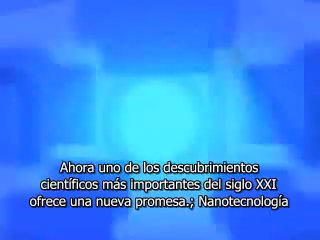 Ahora uno de los descubrimientos
científicos más importantes del siglo XXI
ofrece una nueva promesa.; Nanotecnología